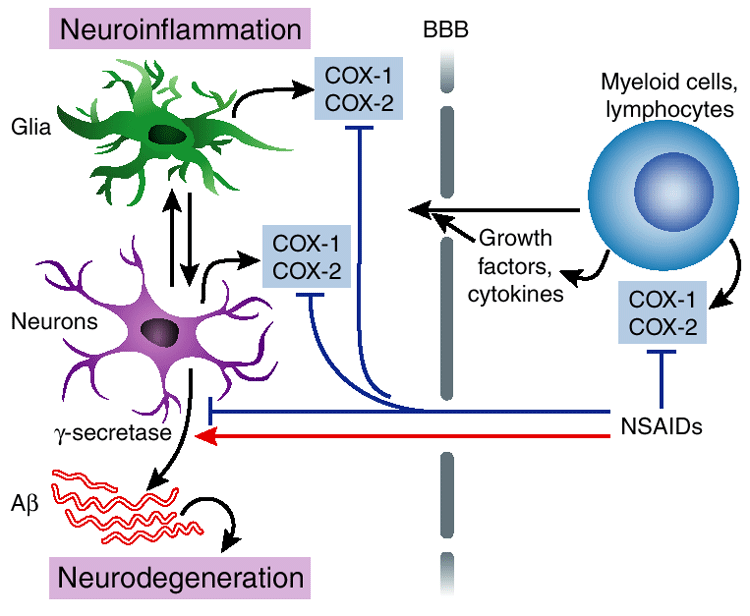 Neuroinflammation
BBB
COX-1
COX-2
Myeloid cells,
lymphocytes
Glia
COX-1
COX-2
Growth
factors,
cytokines
COX-1
COX-2
Neurons
NSAIDs
γ-secretase
Aβ
Neurodegeneration